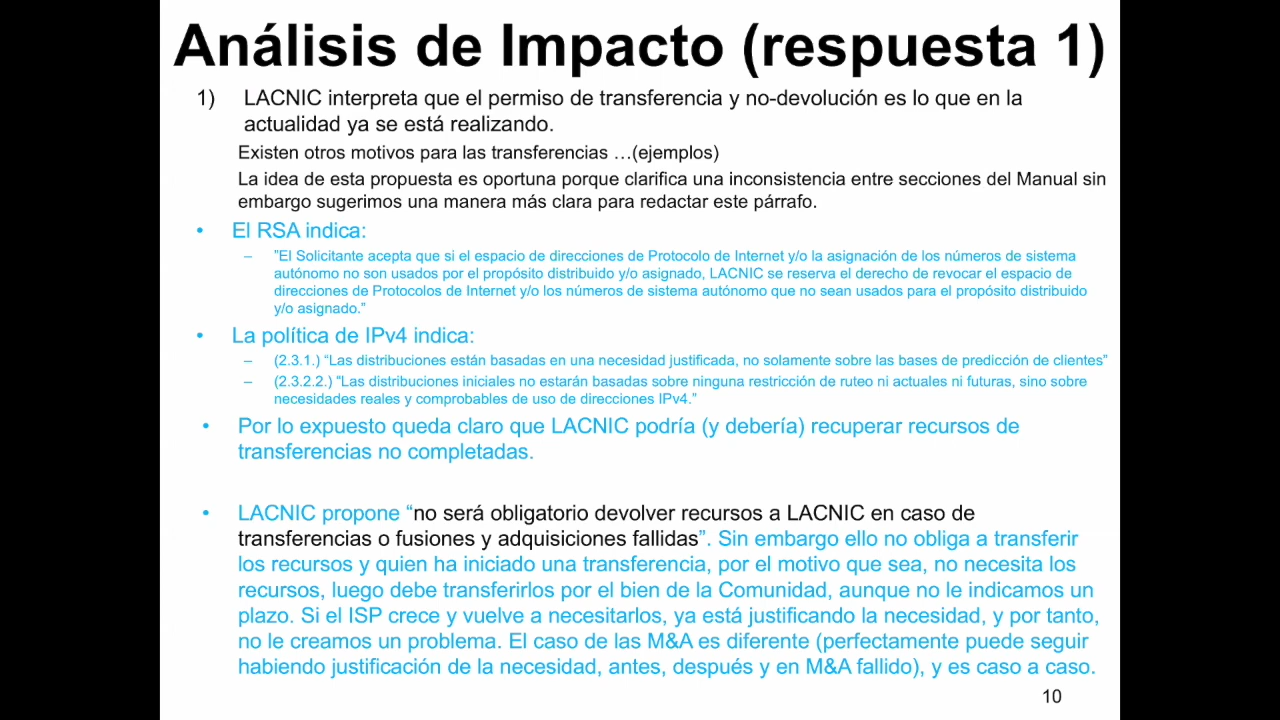 Análisis de Impacto (respuesta 1)
1) LACNIC interpreta que el permiso de transferencia y no-devolución es lo que en la
actualidad ya se está realizando.
Existen otros motivos para las transferencias …(ejemplos)
La idea de esta propuesta es oportuna porque clarifica una inconsistencia entre secciones del Manual sin
embargo sugerimos una manera más clara para redactar este párrafo.
• El RSA indica:
– "El Solicitante acepta que si el espacio de direcciones de Protocolo de Internet y/o la asignación de los números de sistema
autónomo no son usados por el propósito distribuido y/o asignado, LACNIC se reserva el derecho de revocar el espacio de
direcciones de Protocolos de Internet y/o los números de sistema autónomo que no sean usados para el propósito distribuido
y/o asignado.”
• La política de IPv4 indica:
– (2.3.1.) “Las distribuciones están basadas en una necesidad justificada, no solamente sobre las bases de predicción de clientes”
– (2.3.2.2.) "Las distribuciones iniciales no estarán basadas sobre ninguna restricción de ruteo ni actuales ni futuras, sino sobre
necesidades reales y comprobables de uso de direcciones IPv4.”
• Por lo expuesto queda claro que LACNIC podría (y debería) recuperar recursos de
transferencias no completadas.
• LACNIC propone “no será obligatorio devolver recursos a LACNIC en caso de
transferencias o fusiones y adquisiciones fallidas”. Sin embargo ello no obliga a transferir
los recursos y quien ha iniciado una transferencia, por el motivo que sea, no necesita los
recursos, luego debe transferirlos por el bien de la Comunidad, aunque no le indicamos un
plazo. Si el ISP crece y vuelve a necesitarlos, ya está justificando la necesidad, y por tanto,
no le creamos un problema. El caso de las M&A es diferente (perfectamente puede seguir
habiendo justificación de la necesidad, antes, después y en M&A fallido), y es caso a caso.
10